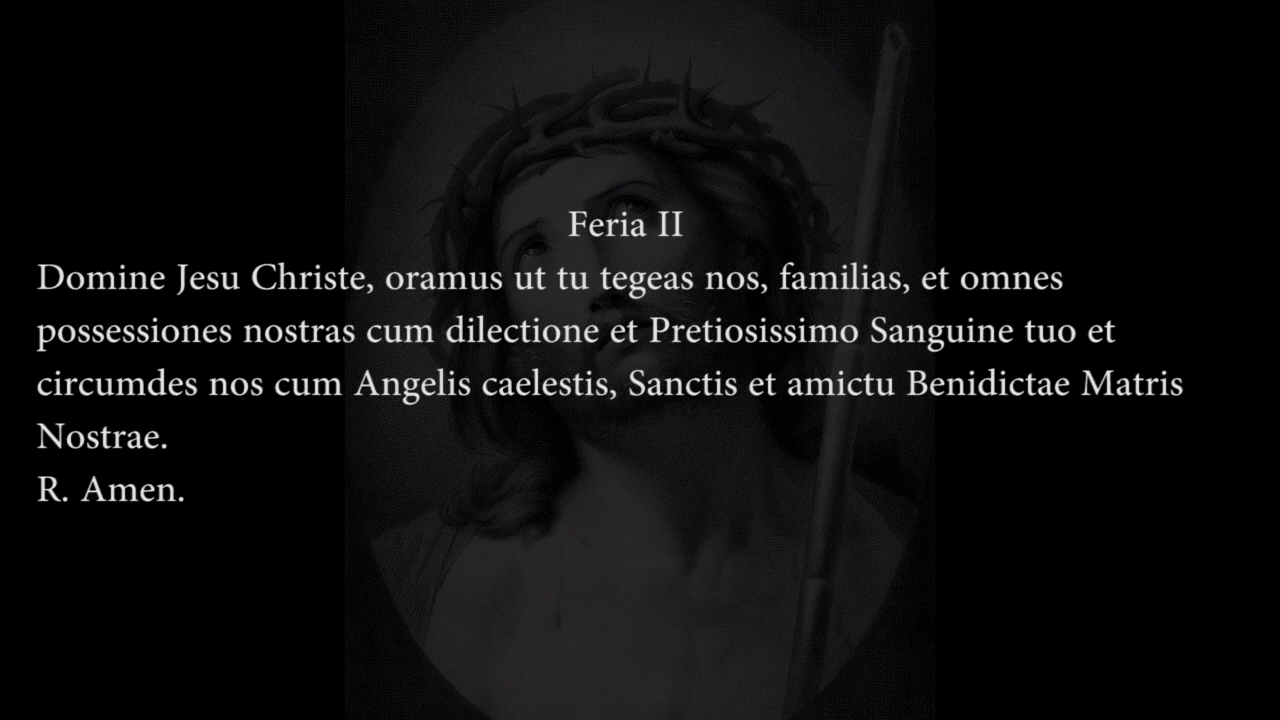 Feria II
Domine Jesu Christe, oramus ut tu tegeas nos, familias, et omnes
possessiones nostras cum dilectione et Pretiosissimo Sanguine tuo et
circumdes nos cum Angelis caelestis, Sanctis et amictu Benidictae Matris
Nostrae.
R. Amen.